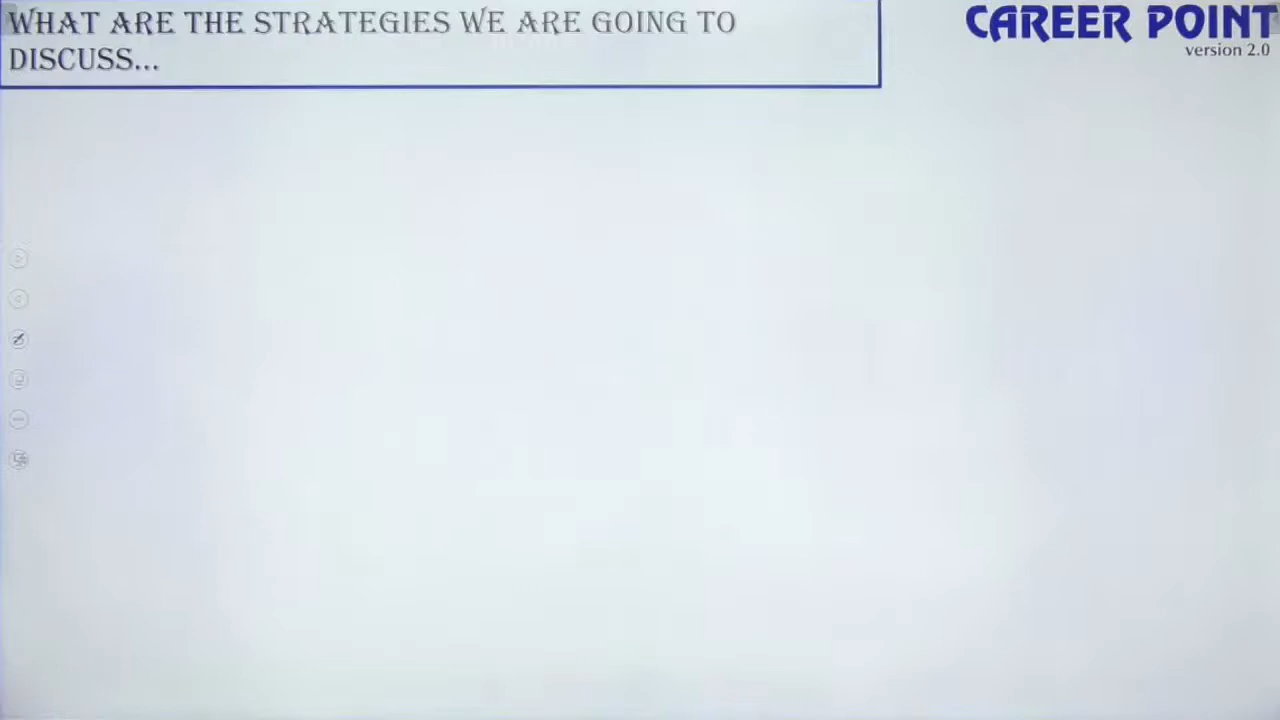 WHAT ARE THE STRATEGIES WE ARE GOING TO
DISCUSS...
CAREER POINT
version 2.0